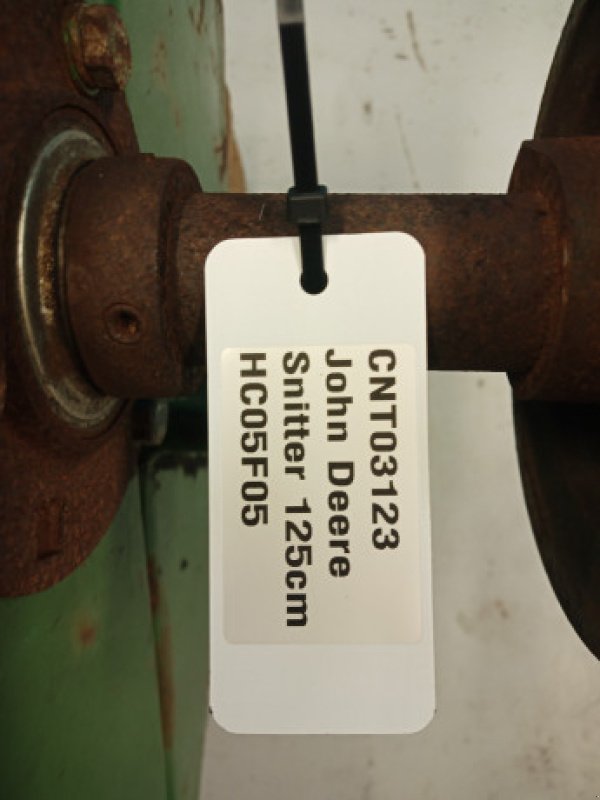 CNT03123
John Deere
Snitter 125cm
HC05F05